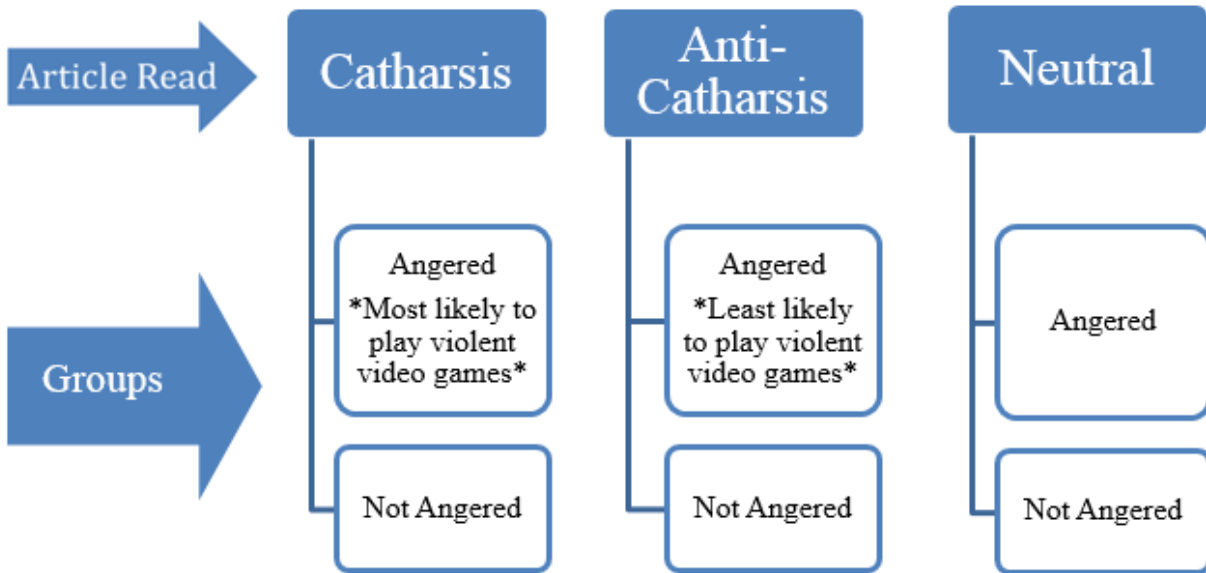 Article Read
Catharsis
Anti-
Catharsis
Neutral
Groups
Angered
*Most likely to
play violent
video games*
Angered
*Least likely
to play violent
video games*
Angered
Not Angered
Not Angered
Not Angered